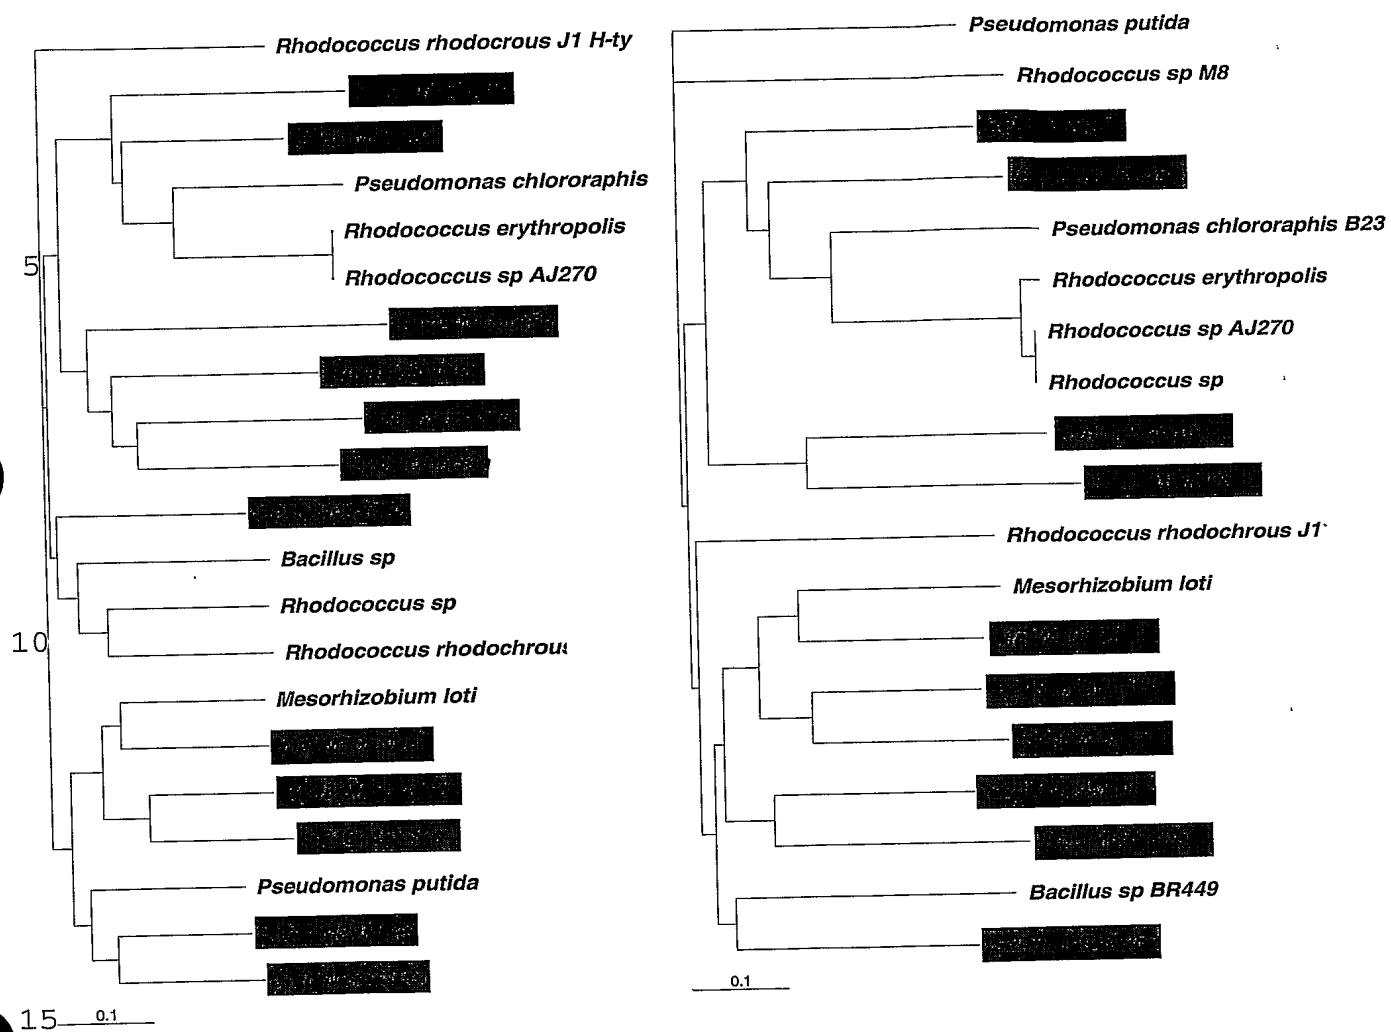 Rhodococcus rhodocrous J1 H-ty
Pseudomonas chlororaphis
Rhodococcus erythropolis
5
Rhodococcus sp AJ270
Bacillus sp
Rhodococcus sp
10
Rhodococcus rhodochrous
Mesorhizobium loti
Pseudomonas putida
15
0.1
Pseudomonas putida
Rhodococcus sp M8
Pseudomonas chlororaphis B23
Rhodococcus erythropolis
Rhodococcus sp AJ270
Rhodococcus sp
Rhodococcus rhodochrous J1
Mesorhizobium loti
Bacillus sp BR449
0.1